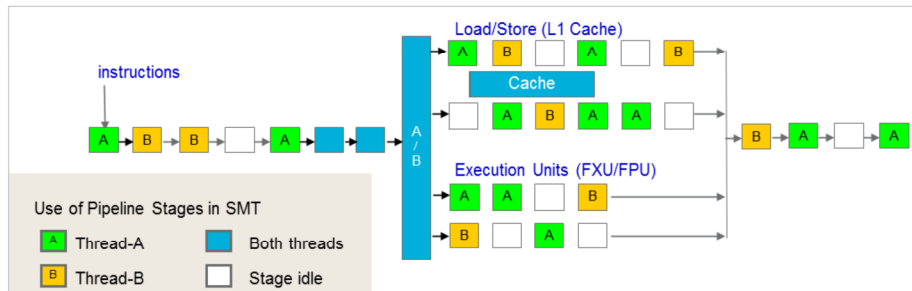 Load/Store (L1 Cache)
A B A B
instructions
Cache
A B A A
A B B A
A / B
B A A
Execution Units (FXU/FPU)
A A B
B A
Use of Pipeline Stages in SMT
A Thread-A Both threads
B Thread-B Stage idle